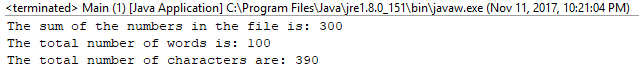 <terminated> Main (1) [Java Application] C:\Program Files\Java\jre1.8.0_151\bin\javaw.exe (Nov 11, 2017, 10:21:04 PM)
The sum of the numbers in the file is: 300
The total number of words is: 100
The total number of characters are: 390